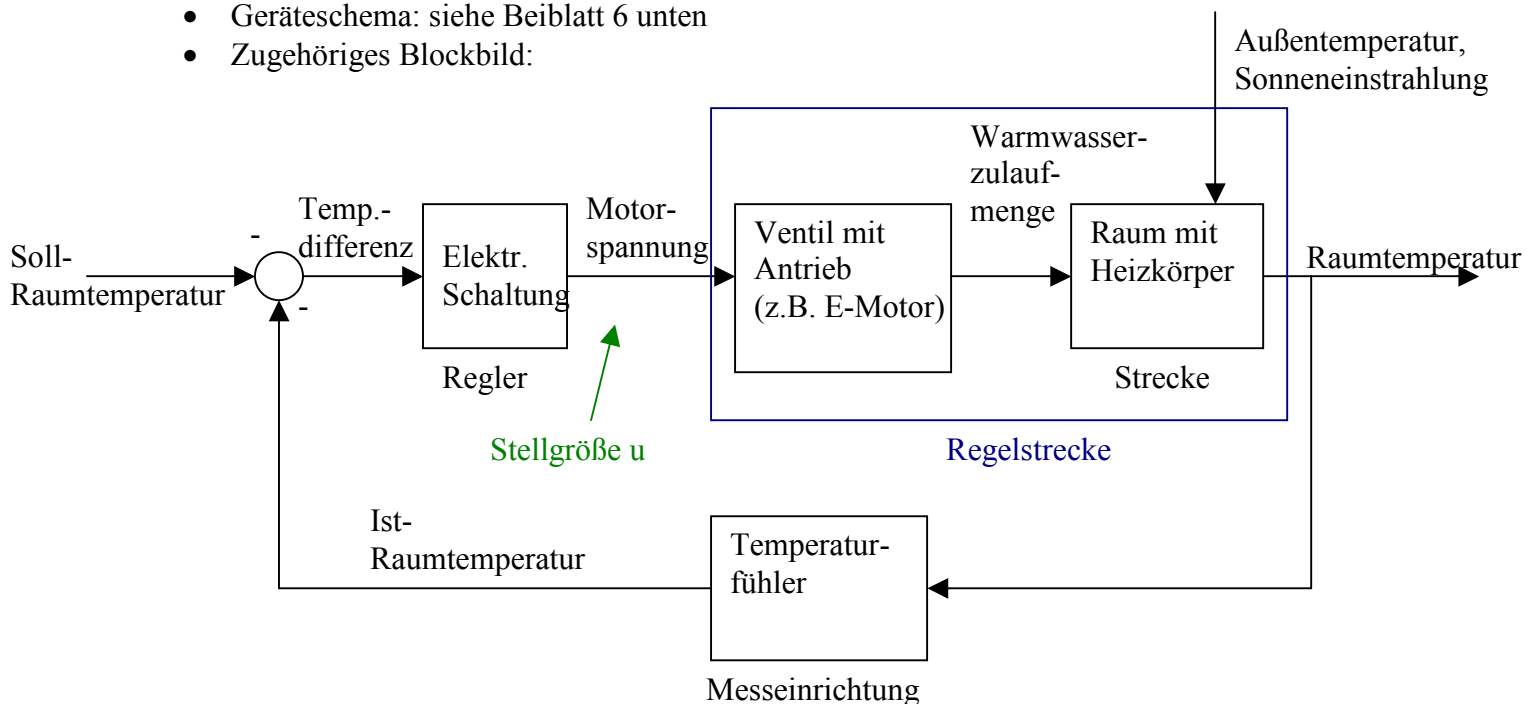 • Geräteschema: siehe Beiblatt 6 unten
• Zugehöriges Blockbild:
Außentemperatur,
Sonneneinstrahlung
Soll-
Raumtemperatur
-
-
Temp.-
differenz
Elektr.
Schaltung
Regler
Motor-
spannung
Stellgröße u
Ventil mit
Antrieb
(z.B. E-Motor)
Warmwasser-
zulauf-
menge
Raum mit
Heizkörper
Strecke
Regelstrecke
Raumtemperatur
Ist-
Raumtemperatur
Temperatur-
fühler
Messeinrichtung